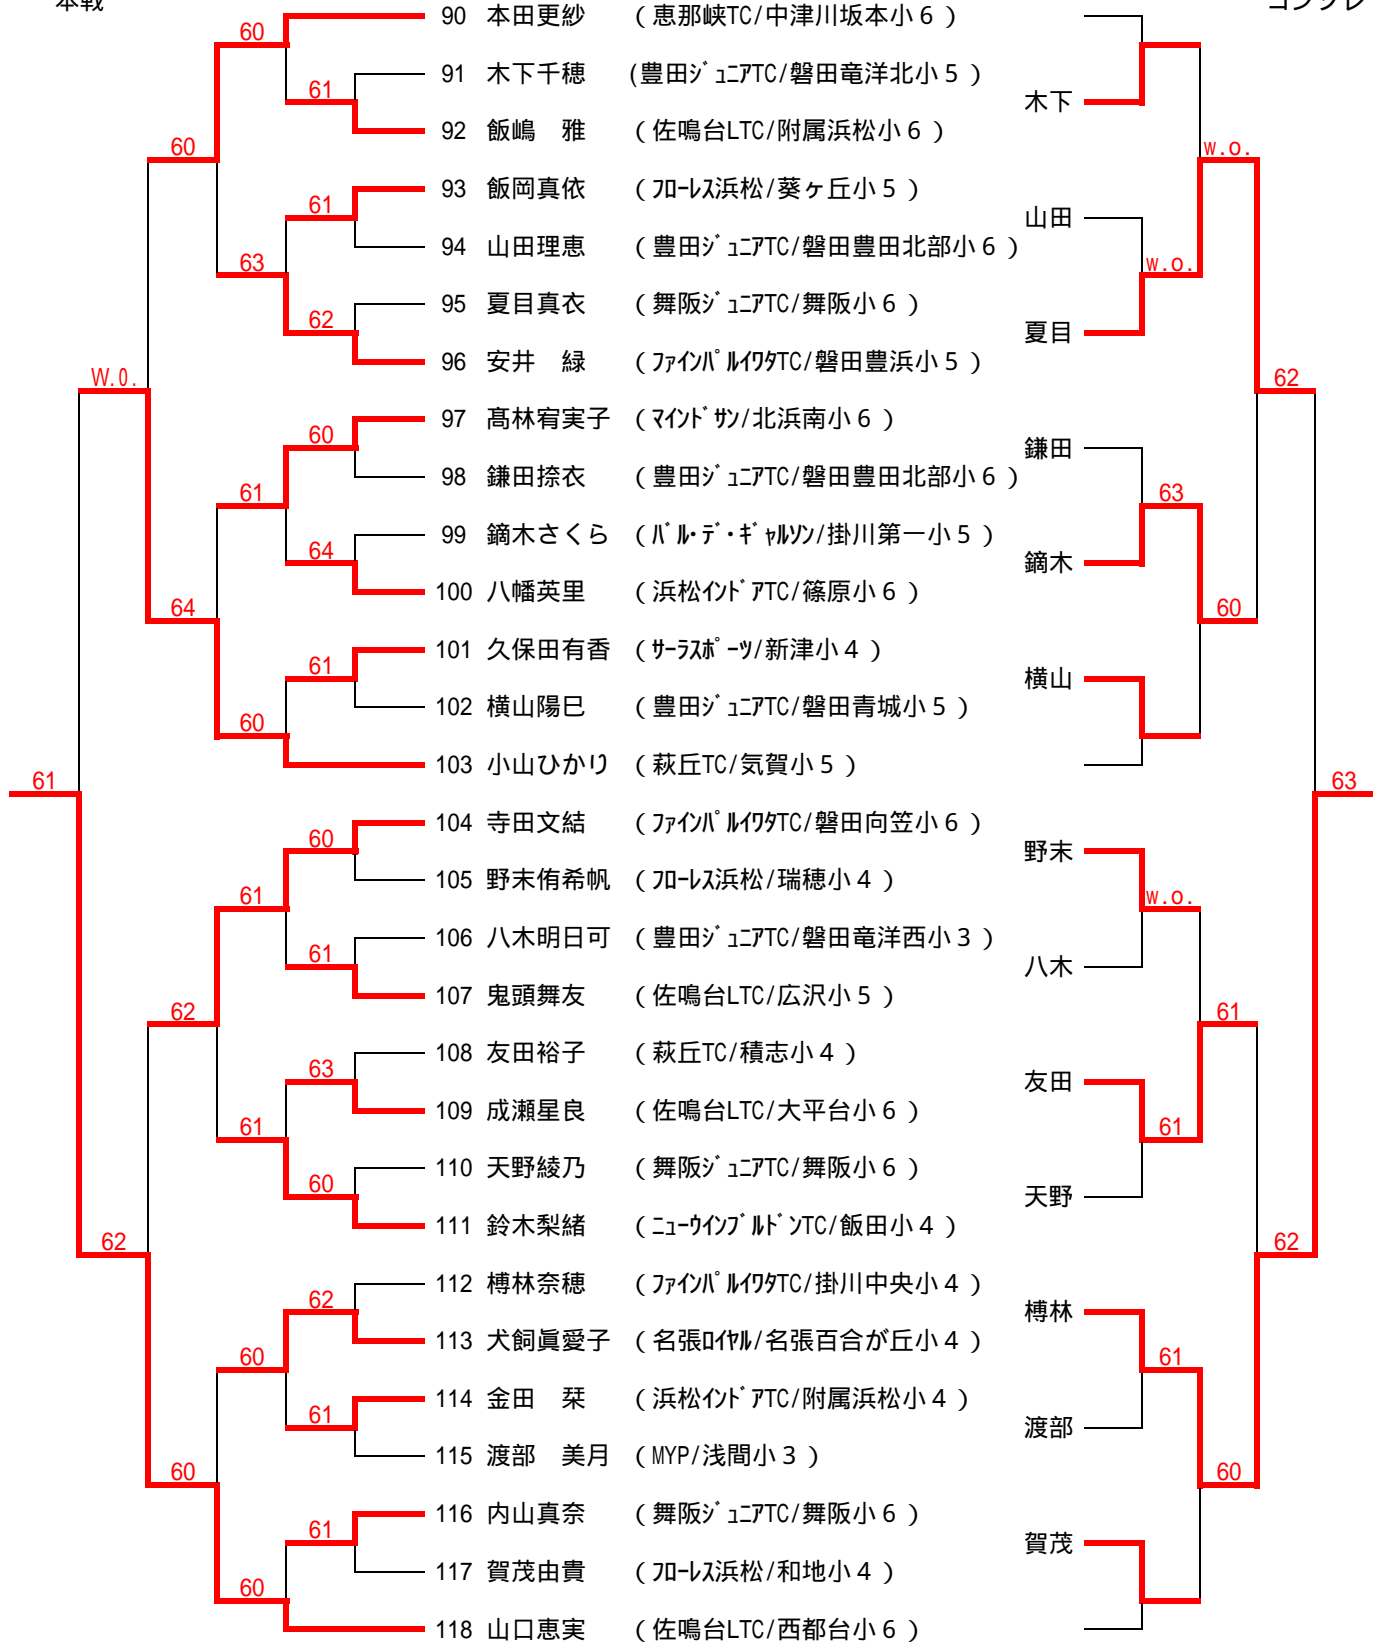 本戦
コンソレ
60
90 本田更紗 （恵那峡TC/中津川坂本小６）
91 木下千穂 (豊田ｼﾞｭﾆｱTC/磐田竜洋北小５）
61
木下
92 飯嶋　雅 （佐鳴台LTC/附属浜松小６）
60
w.o.
93 飯岡真依 （ﾌﾛｰﾚｽ浜松/葵ヶ丘小５）
61
山田
94 山田理恵 （豊田ｼﾞｭﾆｱTC/磐田豊田北部小６）
63
w.o.
95 夏目真衣 （舞阪ｼﾞｭﾆｱTC/舞阪小６）
62
夏目
96 安井　緑 （ﾌｧｲﾝﾊﾟﾙｲﾜﾀTC/磐田豊浜小５）
W.0.
62
97 髙林宥実子 （ﾏｲﾝﾄﾞｻﾝ/北浜南小６）
60
鎌田
98 鎌田捺衣 （豊田ｼﾞｭﾆｱTC/磐田豊田北部小６）
61
63
99 鏑木さくら （ﾊﾞﾙ･ﾃﾞ･ｷﾞｬﾙｿﾝ/掛川第一小５）
64
鏑木
100 八幡英里 （浜松ｲﾝﾄﾞｱTC/篠原小６）
64
60
101 久保田有香 （ｻｰﾗｽﾎﾟｰﾂ/新津小４）
61
横山
102 横山陽巳 （豊田ｼﾞｭﾆｱTC/磐田青城小５）
60
103 小山ひかり （萩丘TC/気賀小５）
61
63
104 寺田文結 （ﾌｧｲﾝﾊﾟﾙｲﾜﾀTC/磐田向笠小６）
60
野末
105 野末侑希帆 （ﾌﾛｰﾚｽ浜松/瑞穂小４）
61
w.o.
106 八木明日可 （豊田ｼﾞｭﾆｱTC/磐田竜洋西小３）
61
八木
107 鬼頭舞友 （佐鳴台LTC/広沢小５）
62
61
108 友田裕子 （萩丘TC/積志小４）
63
友田
109 成瀬星良 （佐鳴台LTC/大平台小６）
61
61
110 天野綾乃 （舞阪ｼﾞｭﾆｱTC/舞阪小６）
60
天野
111 鈴木梨緒 （ﾆｭｰｳｲﾝﾌﾞﾙﾄﾞﾝTC/飯田小４）
62
62
112 榑林奈穂 （ﾌｧｲﾝﾊﾟﾙｲﾜﾀTC/掛川中央小４）
62
榑林
113 犬飼眞愛子 （名張ﾛｲﾔﾙ/名張百合が丘小４）
60
61
114 金田　栞 （浜松ｲﾝﾄﾞｱTC/附属浜松小４）
61
渡部
115 渡部　美月 （MYP/浅間小３）
60
60
116 内山真奈 （舞阪ｼﾞｭﾆｱTC/舞阪小６）
61
賀茂
117 賀茂由貴 （ﾌﾛｰﾚｽ浜松/和地小４）
60
118 山口恵実 （佐鳴台LTC/西都台小６）